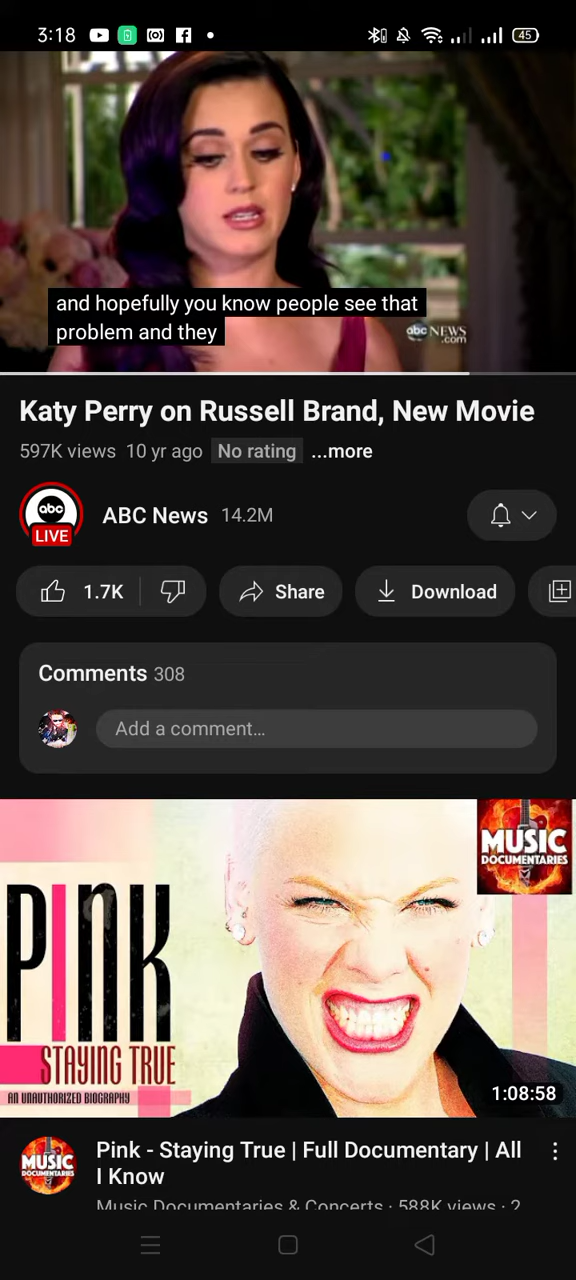 3:18
45
and hopefully you know people see that
problem and they
abc NEWS
.com
Katy Perry on Russell Brand, New Movie
597K views 10 yr ago No rating ...more
abc
LIVE
ABC News 14.2M
1.7K
Share
Download
Comments 308
Add a comment...
MUSIC
DOCUMENTARIES
PINK
STAYING TRUE
AN UNAUTHORIZED BIOGRAPHY
1:08:58
MUSIC
DOCUMENTARIES
Pink - Staying True | Full Documentary | All
I Know
Music Documentaries & Concerts · 588K views · 2